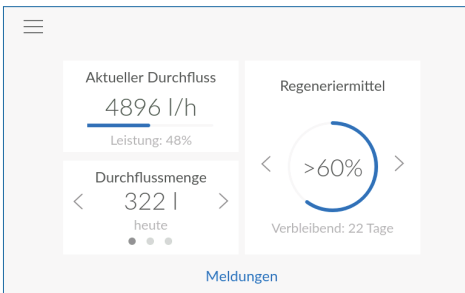 Aktueller Durchfluss
4896 l/h
Leistung: 48%
Durchflussmenge
322 l
heute
Regeneriermittel
>60%
Verbleibend: 22 Tage
Meldungen